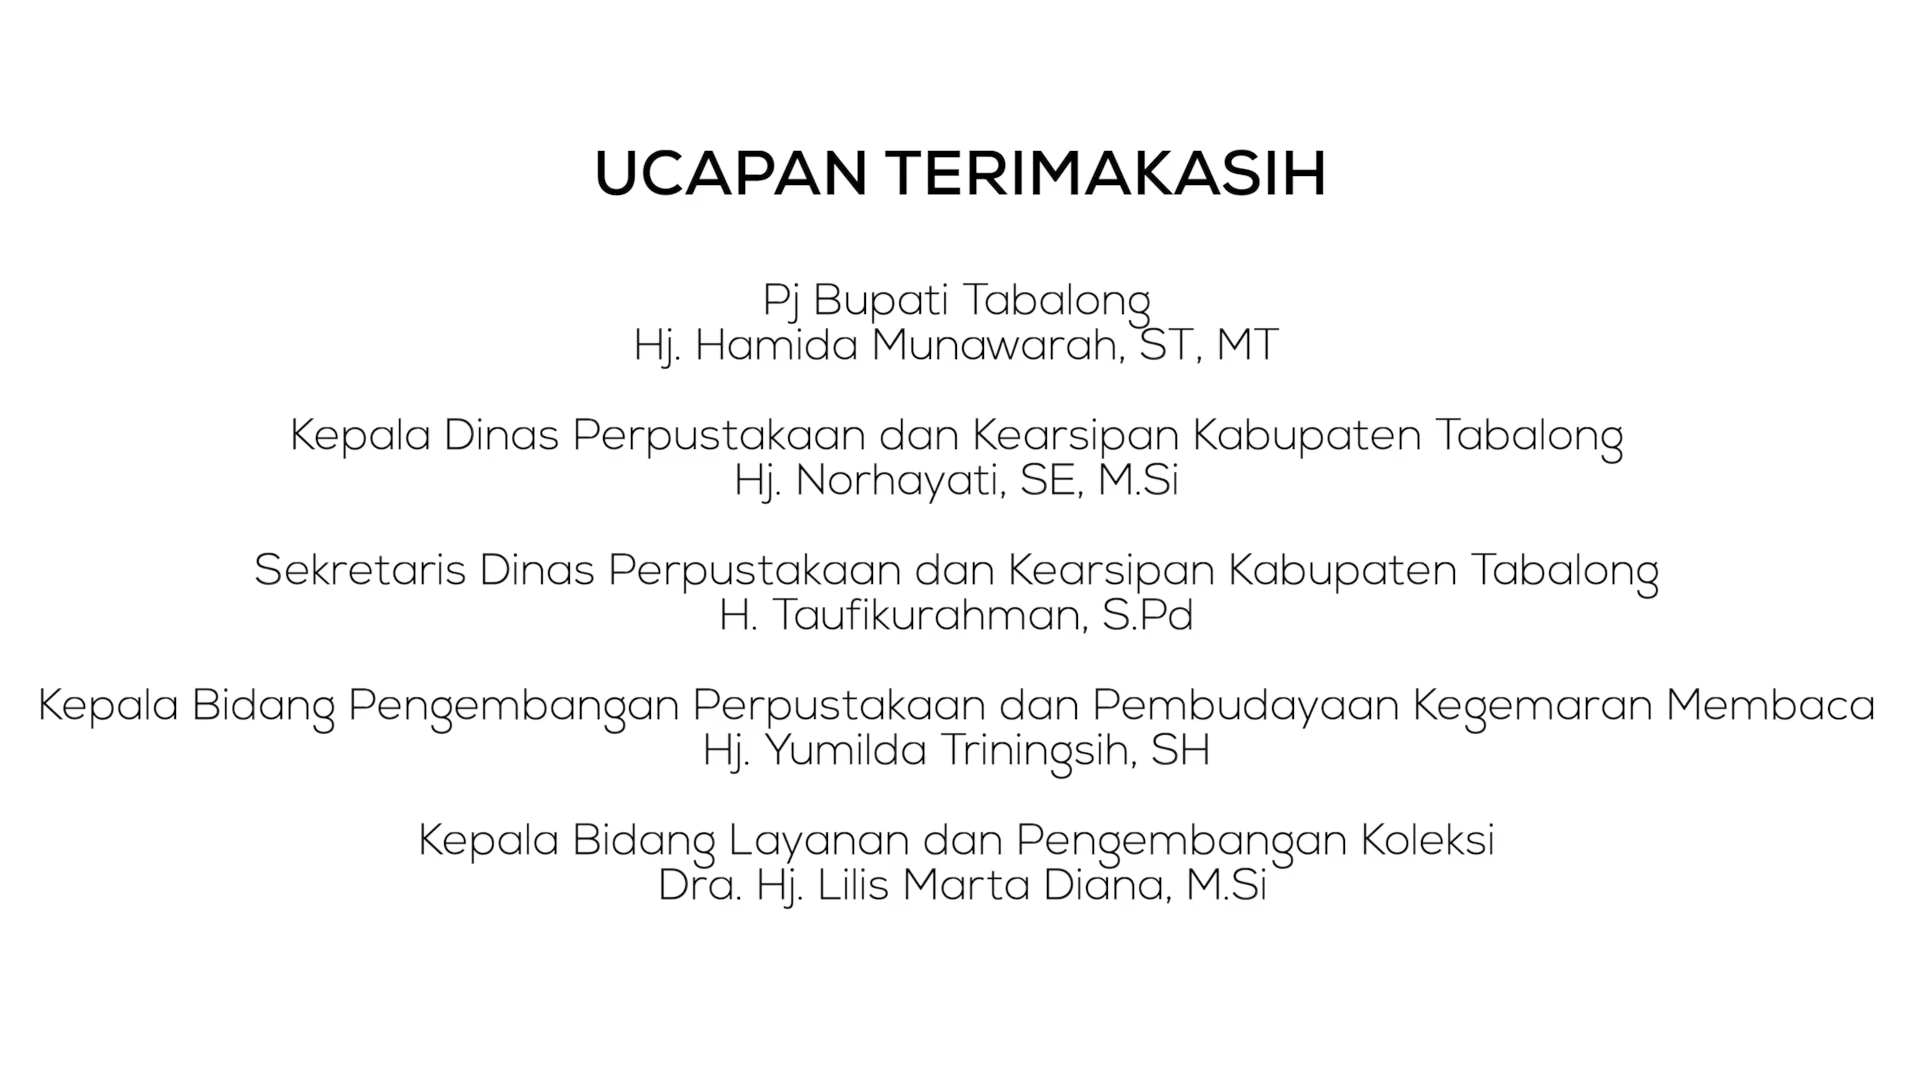 UCAPAN TERIMAKASIH
Pj Bupati Tabalong
Hj. Hamida Munawarah, ST, MT
Kepala Dinas Perpustakaan dan Kearsipan Kabupaten Tabalong
Hj. Norhayati, SE, M.Si
Sekretaris Dinas Perpustakaan dan Kearsipan Kabupaten Tabalong
H. Taufikurahman, S.Pd
Kepala Bidang Pengembangan Perpustakaan dan Pembudayaan Kegemaran Membaca
Hj. Yumilda Triningsih, SH
Kepala Bidang Layanan dan Pengembangan Koleksi
Dra. Hj. Lilis Marta Diana, M.Si